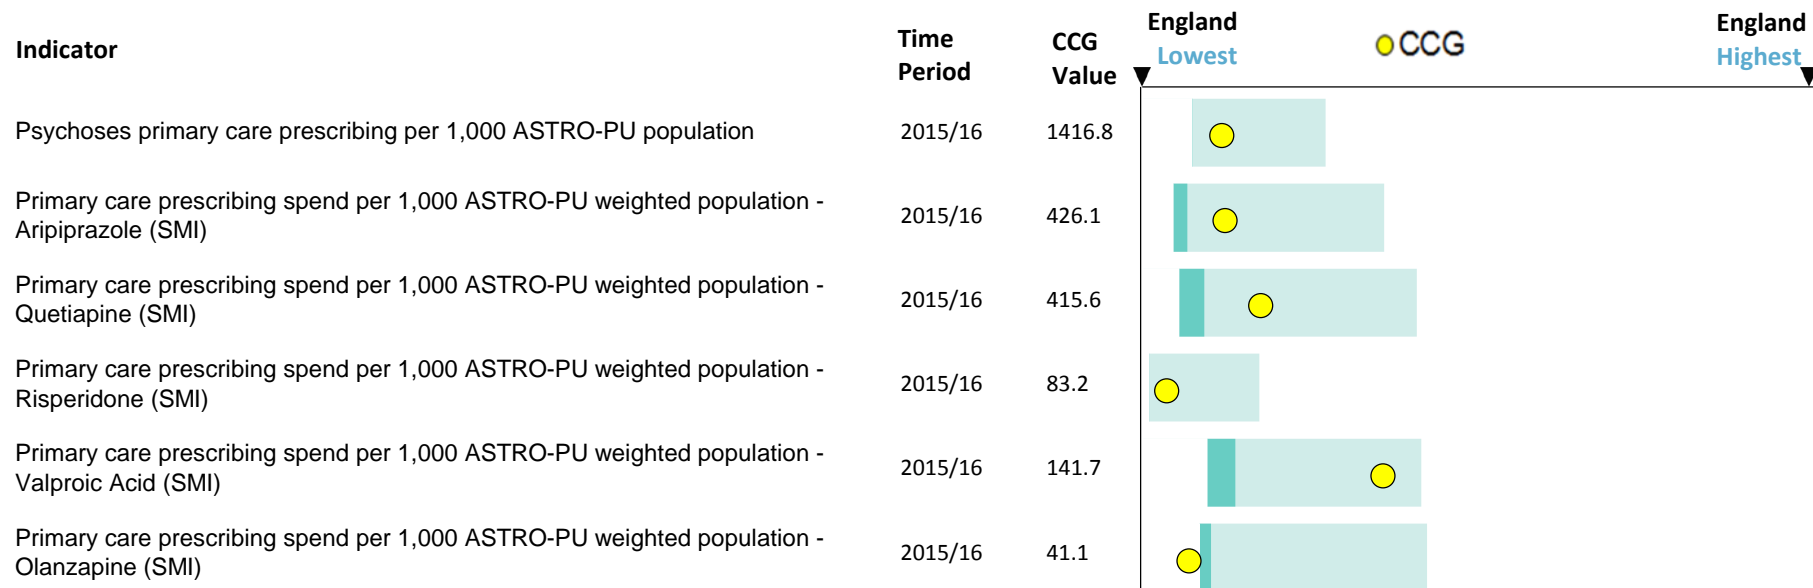 Indicator
Time
Period
CCG
Value
England
Lowest
CCG
England
Highest
Psychoses primary care prescribing per 1,000 ASTRO-PU population 2015/16 1416.8
Primary care prescribing spend per 1,000 ASTRO-PU weighted population -
Aripiprazole (SMI) 2015/16 426.1
Primary care prescribing spend per 1,000 ASTRO-PU weighted population -
Quetiapine (SMI) 2015/16 415.6
Primary care prescribing spend per 1,000 ASTRO-PU weighted population -
Risperidone (SMI) 2015/16 83.2
Primary care prescribing spend per 1,000 ASTRO-PU weighted population -
Valproic Acid (SMI) 2015/16 141.7
Primary care prescribing spend per 1,000 ASTRO-PU weighted population -
Olanzapine (SMI) 2015/16 41.1